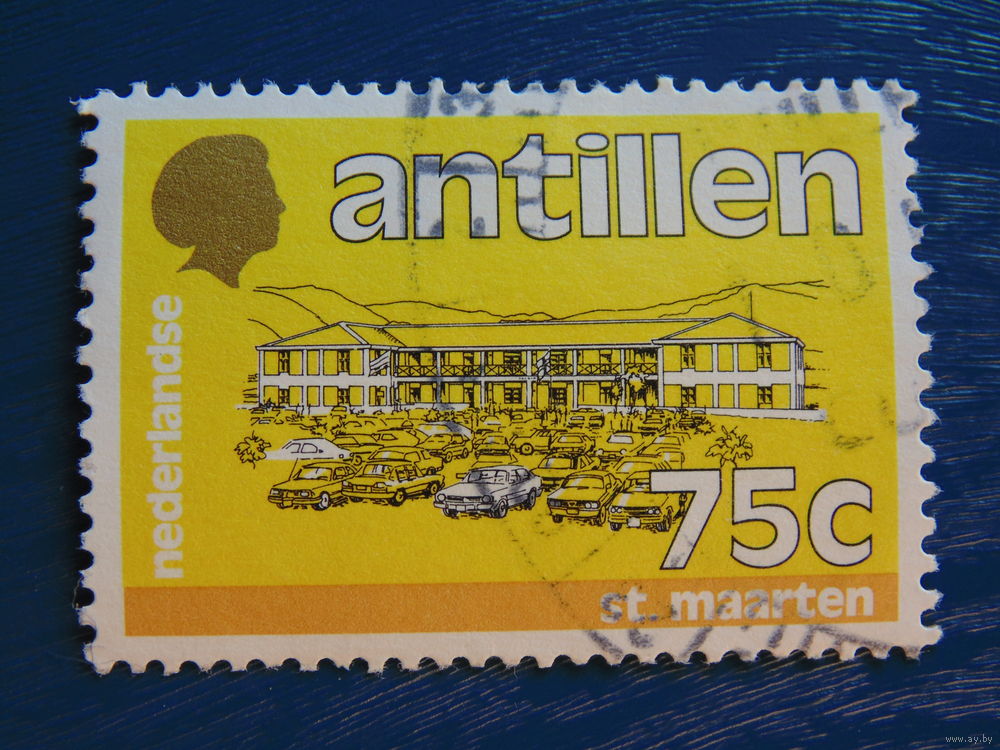 antillen
nederlandse
75c
st. maarten
www.ay.by